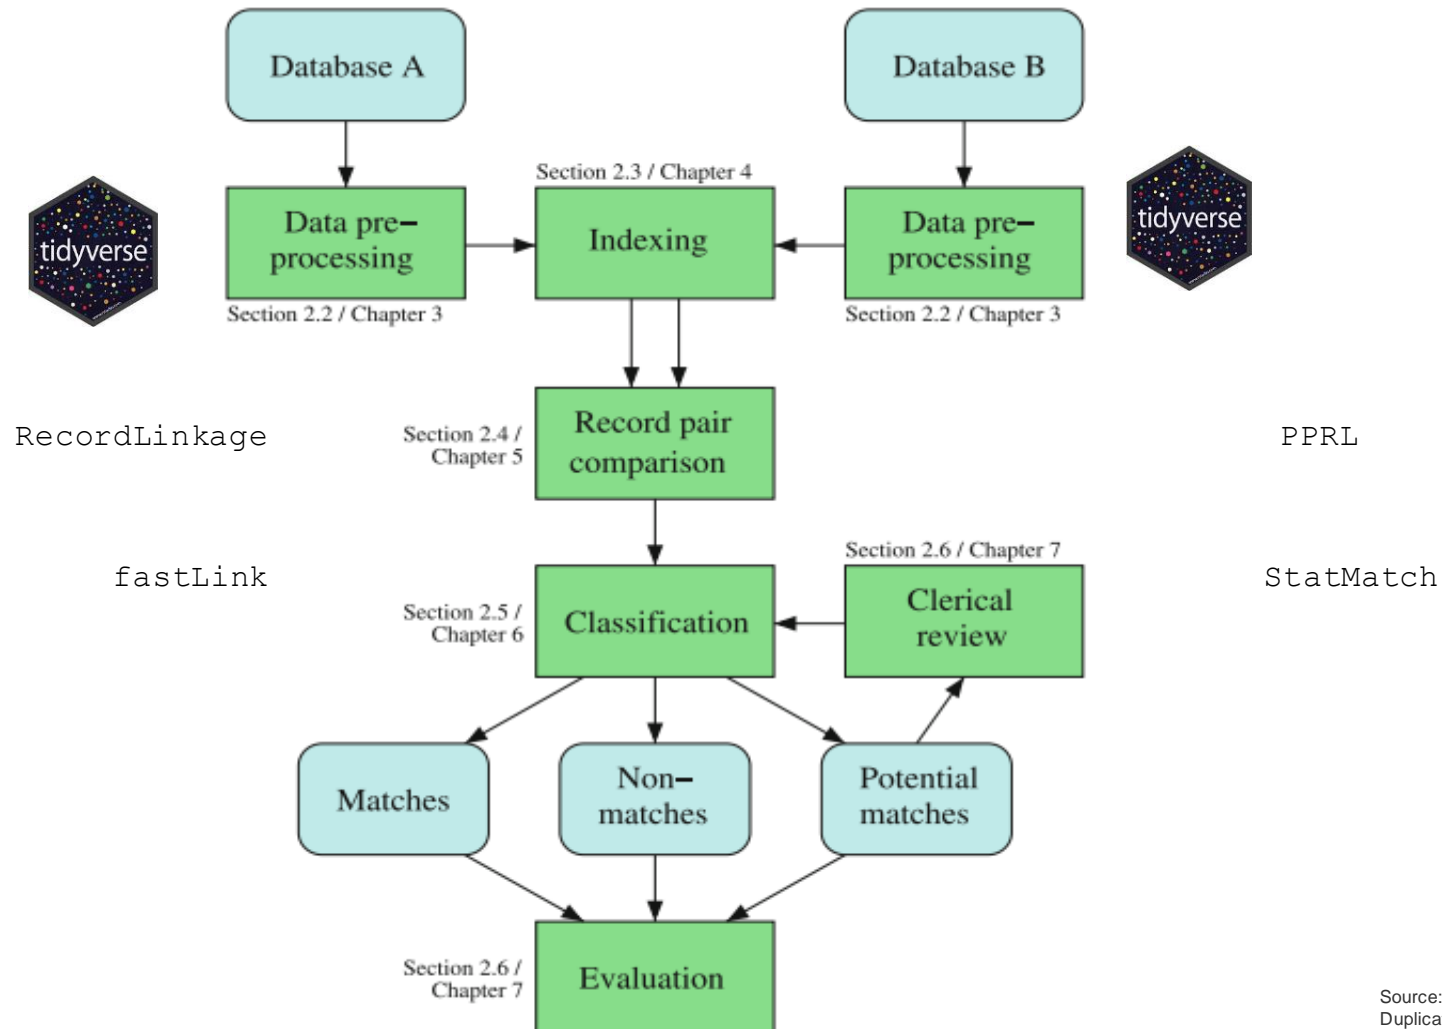 Database A
Database B
Section 2.3 / Chapter 4
tidyverse
Data pre-
processing
Indexing
Data pre-
processing
tidyverse
Section 2.2 / Chapter 3
Section 2.2 / Chapter 3
RecordLinkage
Section 2.4 /
Chapter 5
Record pair
comparison
PPRL
Section 2.6 / Chapter 7
fastLink
StatMatch
Section 2.5 /
Chapter 6
Classification
Clerical
review
Matches
Non-
matches
Potential
matches
Section 2.6 /
Chapter 7
Evaluation
Source:
Duplica